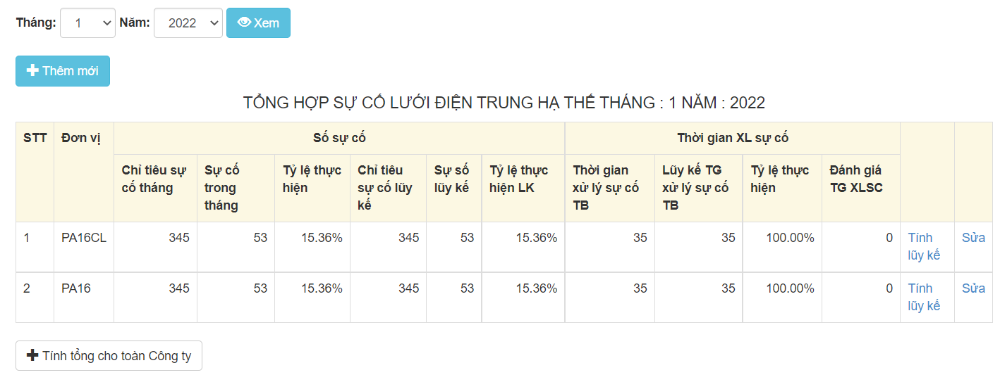 Tháng: 1 Năm: 2022 Xem
Thêm mới
TỔNG HỢP SỰ CỐ LƯỚI ĐIỆN TRUNG HẠ THẾ THÁNG : 1 NĂM : 2022
STT Đơn vị Số sự cố Thời gian XL sự cố
Chỉ tiêu sự cố tháng Sự cố trong tháng Tỷ lệ thực hiện Chỉ tiêu sự cố lũy kế Sự số lũy kế Tỷ lệ thực hiện LK Thời gian xử lý sự cố TB Lũy kế TG xử lý sự cố TB Tỷ lệ thực hiện Đánh giá TG XLSC
1 PA16CL 345 53 15.36% 345 53 15.36% 35 35 100.00% 0 Tính lũy kế Sửa
2 PA16 345 53 15.36% 345 53 15.36% 35 35 100.00% 0 Tính lũy kế Sửa
Tính tổng cho toàn Công ty